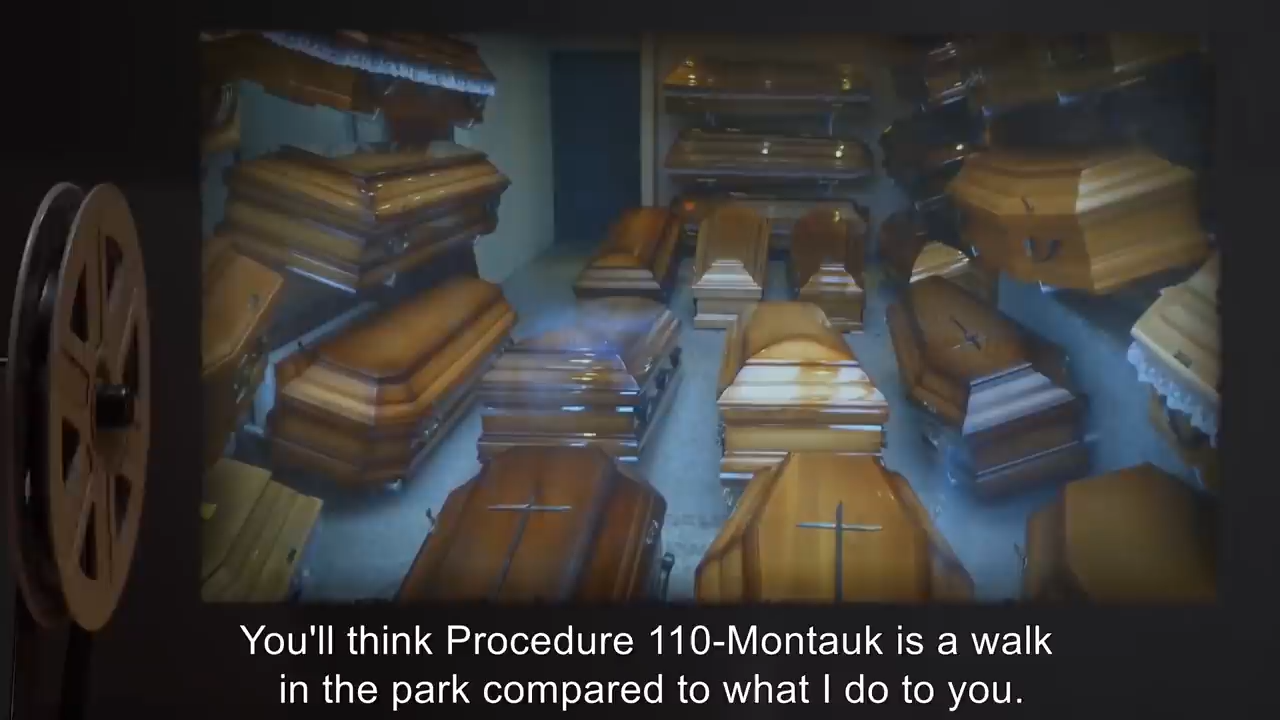 You'll think Procedure 110-Montauk is a walk
in the park compared to what I do to you.